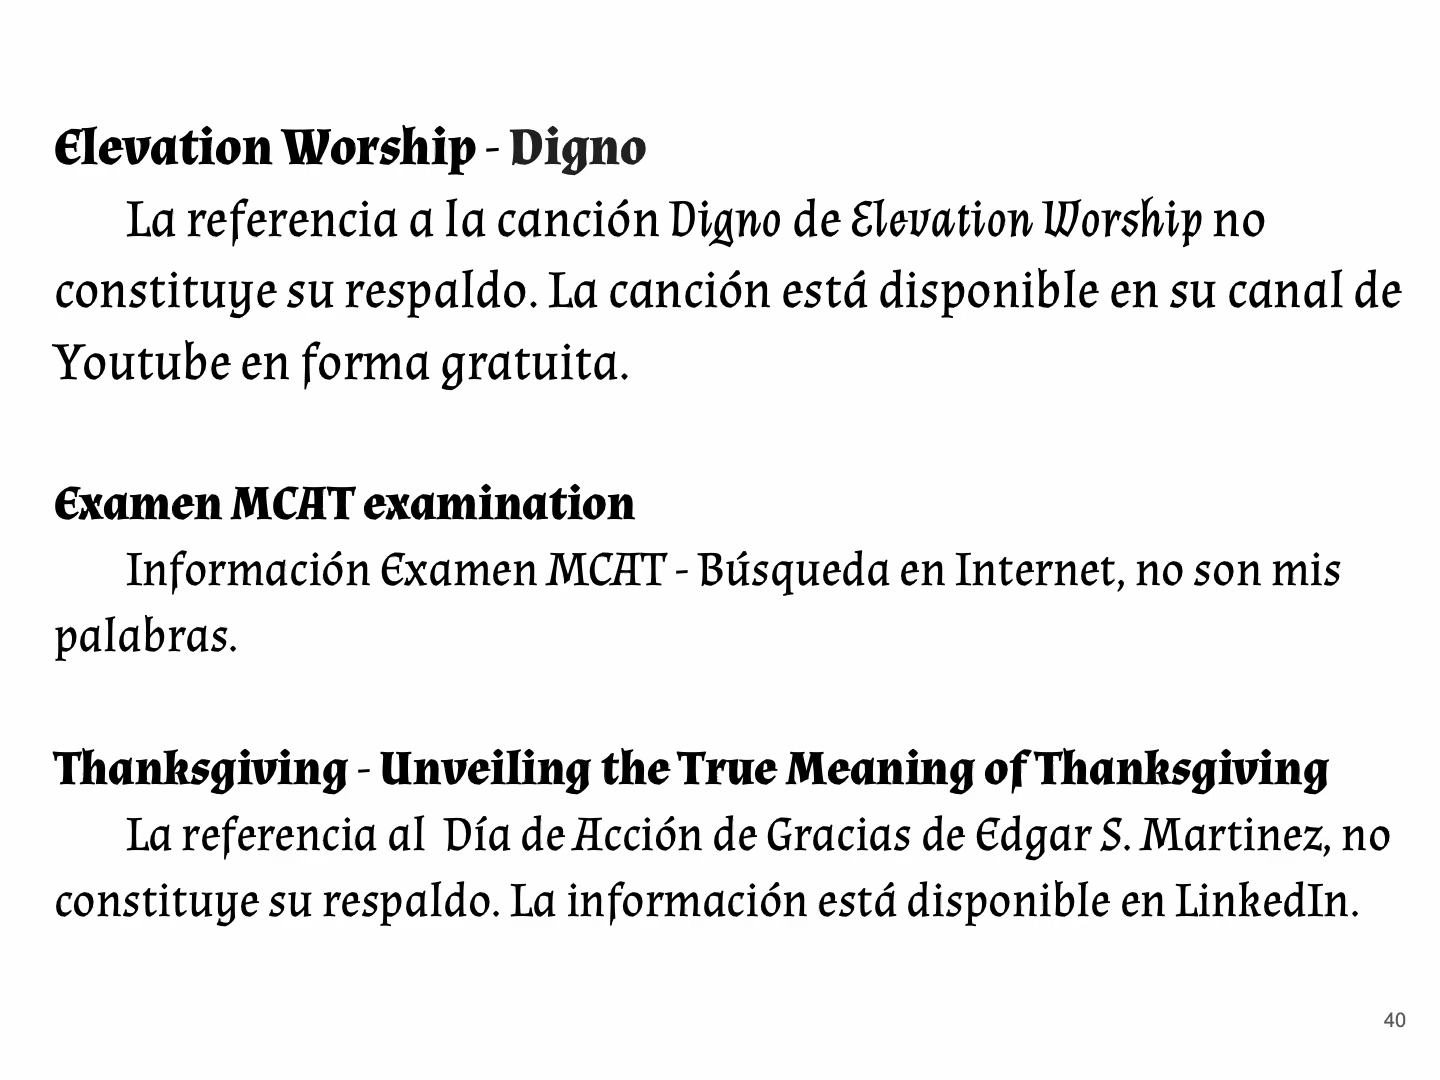 Elevation Worship - Digno
La referencia a la canción Digno de Elevation Worship no
constituye su respaldo. La canción está disponible en su canal de
Youtube en forma gratuita.
Examen MCAT examination
Información Examen MCAT - Búsqueda en Internet, no son mis
palabras.
Thanksgiving - Unveiling the True Meaning of Thanksgiving
La referencia al  Día de Acción de Gracias de Edgar S. Martinez, no
constituye su respaldo. La información está disponible en LinkedIn.
40